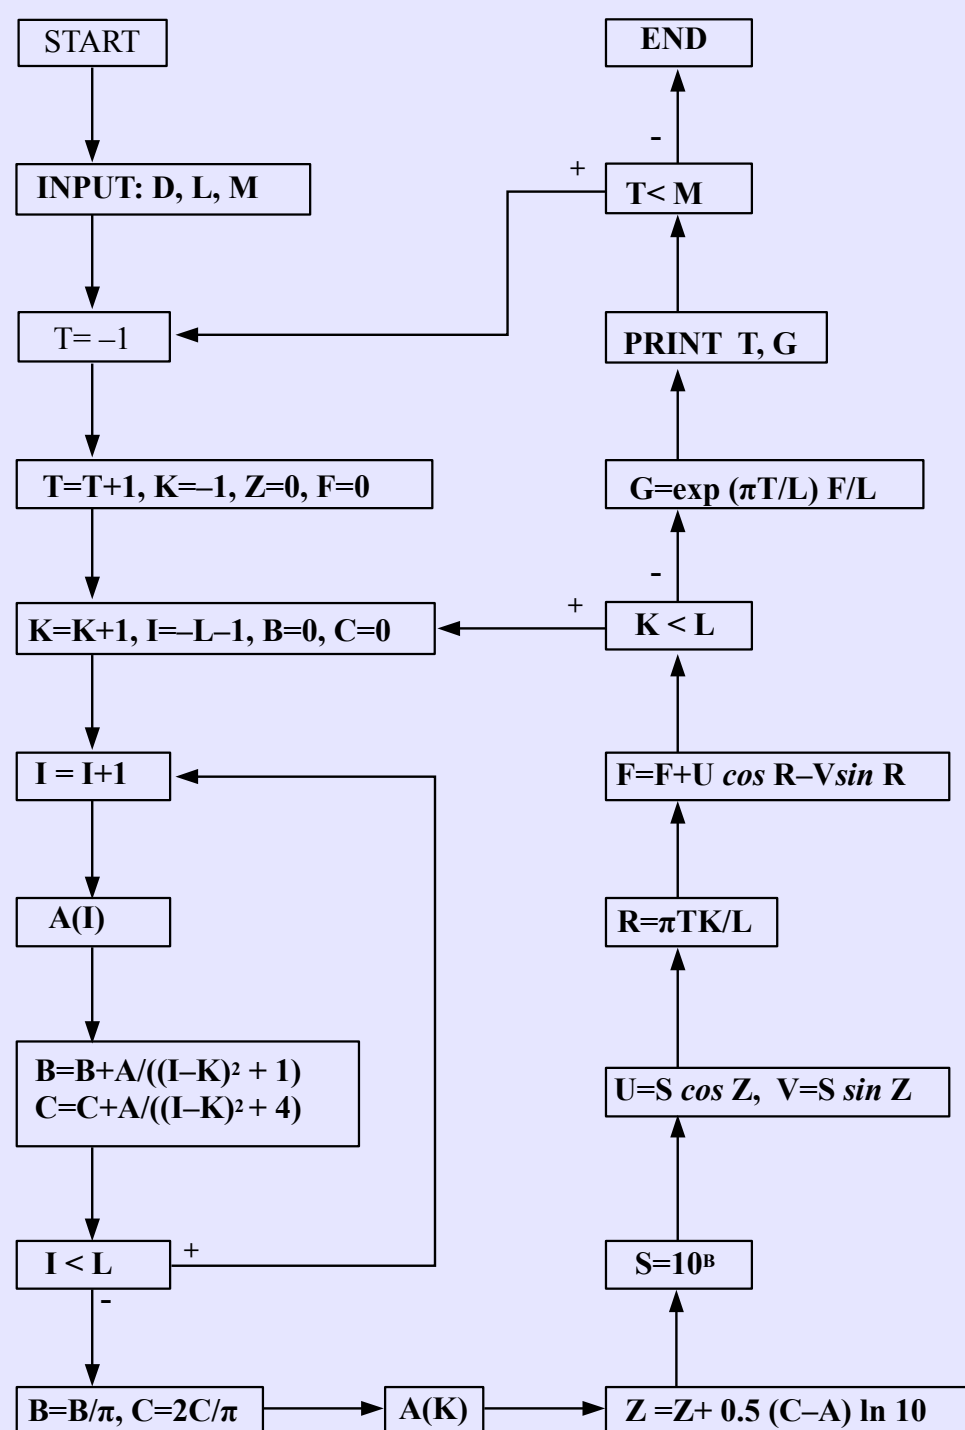 START
INPUT: D, L, M
T= –1
T=T+1, K=–1, Z=0, F=0
K=K+1, I=–L–1, B=0, C=0
I = I+1
A(I)
B=B+A/((I–K)² + 1)
C=C+A/((I–K)² + 4)
I < L
+
-
B=B/π, C=2C/π
A(K)
Z =Z+ 0.5 (C–A) ln 10
S=10ᴮ
U=S cos Z, V=S sin Z
R=πTK/L
F=F+U cos R–Vsin R
K < L
+
-
G=exp (πT/L) F/L
PRINT T, G
T< M
+
-
END